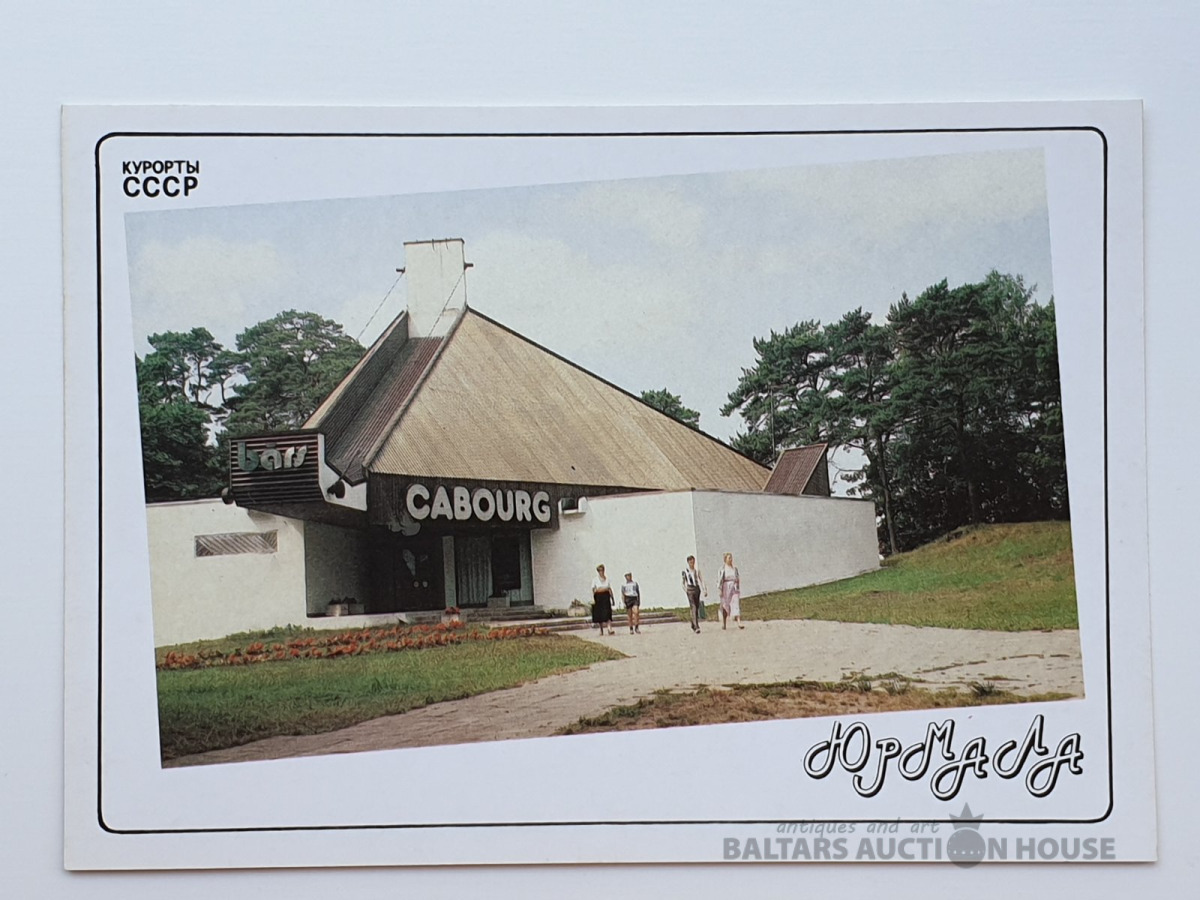 КУРОРТЫ
СССР
bārs
CABOURG
Юрмала
antiques and art
BALTARS AUCTION HOUSE